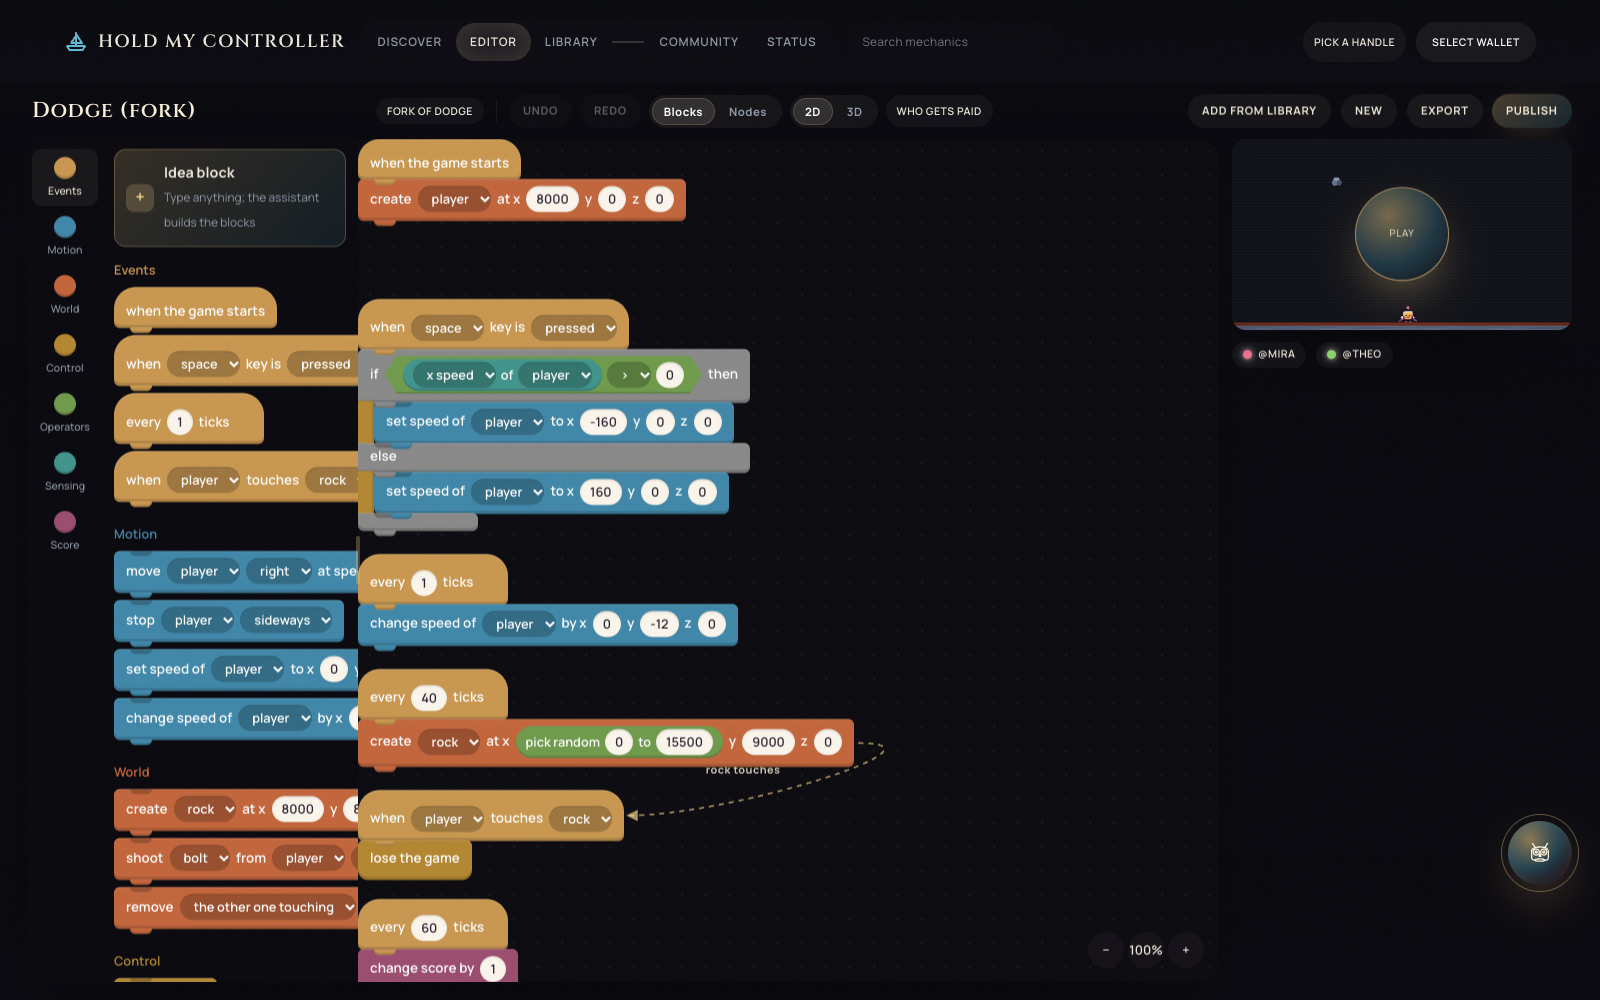 HOLD MY CONTROLLER
DISCOVER
EDITOR
LIBRARY
COMMUNITY
STATUS
Search mechanics
PICK A HANDLE
SELECT WALLET
DODGE (FORK)
FORK OF DODGE
UNDO
REDO
Blocks
Nodes
2D
3D
WHO GETS PAID
ADD FROM LIBRARY
NEW
EXPORT
PUBLISH
Events
Motion
World
Control
Operators
Sensing
Score
+
Idea block
Type anything; the assistant
builds the blocks
Events
when the game starts
when space key is pressed
every 1 ticks
when player touches rock
Motion
move player right at spe
stop player sideways
set speed of player to x 0 y
change speed of player by x
World
create rock at x 8000 y 8
shoot bolt from player
remove the other one touching
Control
when the game starts
create player at x 8000 y 0 z 0
when space key is pressed
if x speed of player > 0 then
set speed of player to x -160 y 0 z 0
else
set speed of player to x 160 y 0 z 0
every 1 ticks
change speed of player by x 0 y -12 z 0
every 40 ticks
create rock at x pick random 0 to 15500 y 9000 z 0
rock touches
when player touches rock
lose the game
every 60 ticks
change score by 1
− 100% +
PLAY
@MIRA
@THEO